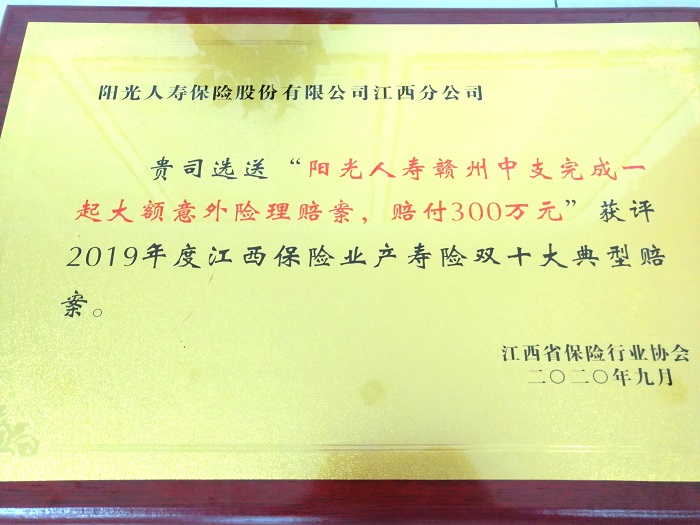 阳光人寿保险股份有限公司江西分公司
贵司选送“阳光人寿赣州中支完成一
起大额意外险理赔案，赔付300万元”获评
2019年度江西保险业产寿险双十大典型赔
案。
江西省保险行业协会
二〇二〇年九月